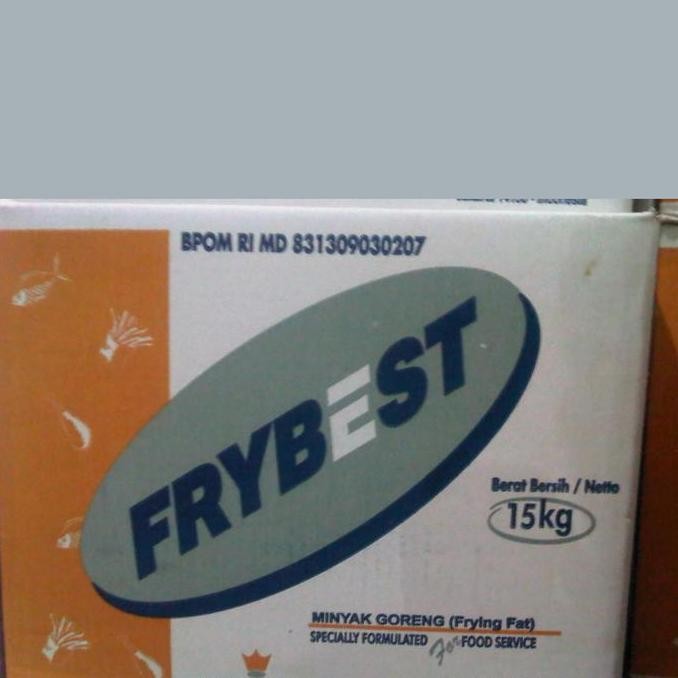 BPOM RI MD 831309030207
FRYBEST
Berat Bersih / Netto
15kg
MINYAK GORENG (Frying Fat)
SPECIALLY FORMULATED For FOOD SERVICE